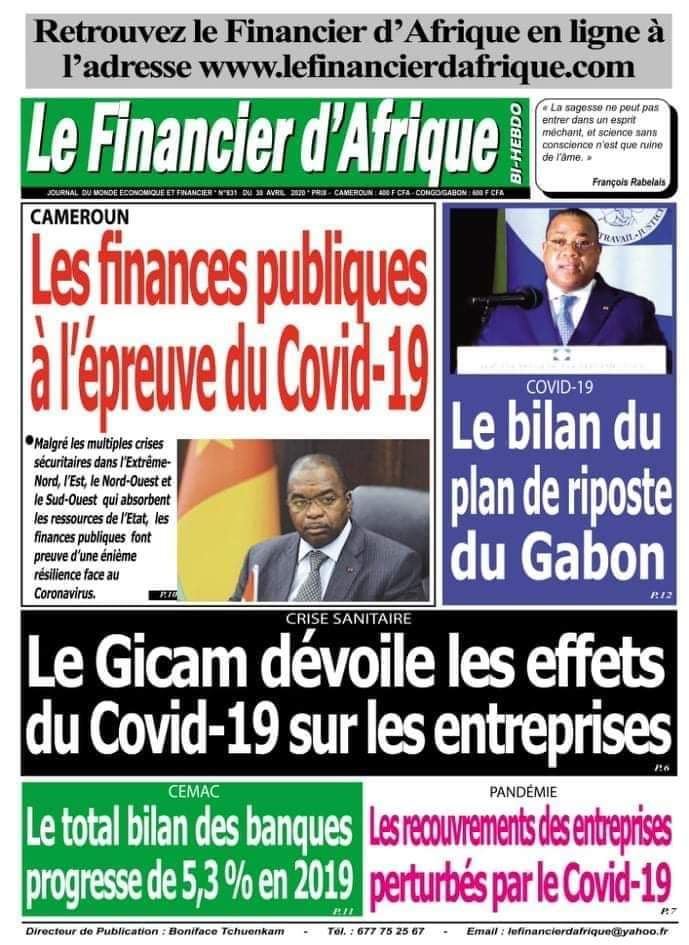 Retrouvez le Financier d'Afrique en ligne à
l'adresse www.lefinancierdafrique.com
Le Financier d'Afrique
BI-HEBDO
JOURNAL DU MONDE ECONOMIQUE ET FINANCIER * N°831 DU 30 AVRIL 2020 * PRIX - CAMEROUN : 400 F CFA - CONGO/GABON : 600 F CFA
« La sagesse ne peut pas
entrer dans un esprit
méchant, et science sans
conscience n'est que ruine
de l'âme. »
François Rabelais
CAMEROUN
Les finances publiques
à l'épreuve du Covid-19
•Malgré les multiples crises
sécuritaires dans l'Extrême-
Nord, l'Est, le Nord-Ouest et
le Sud-Ouest qui absorbent
les ressources de l'Etat, les
finances publiques font
preuve d'une énième
résilience face au
Coronavirus.
P.10
TRAVAIL-JUSTICE
COVID-19
Le bilan du
plan de riposte
du Gabon
P.12
CRISE SANITAIRE
Le Gicam dévoile les effets
du Covid-19 sur les entreprises
P.6
CEMAC
Le total bilan des banques
progresse de 5,3 % en 2019
P.11
PANDÉMIE
Les recouvrements des entreprises
perturbés par le Covid-19
P.7
Directeur de Publication : Boniface Tchuenkam - Tél. : 677 75 25 67 - Email : lefinancierdafrique@yahoo.fr